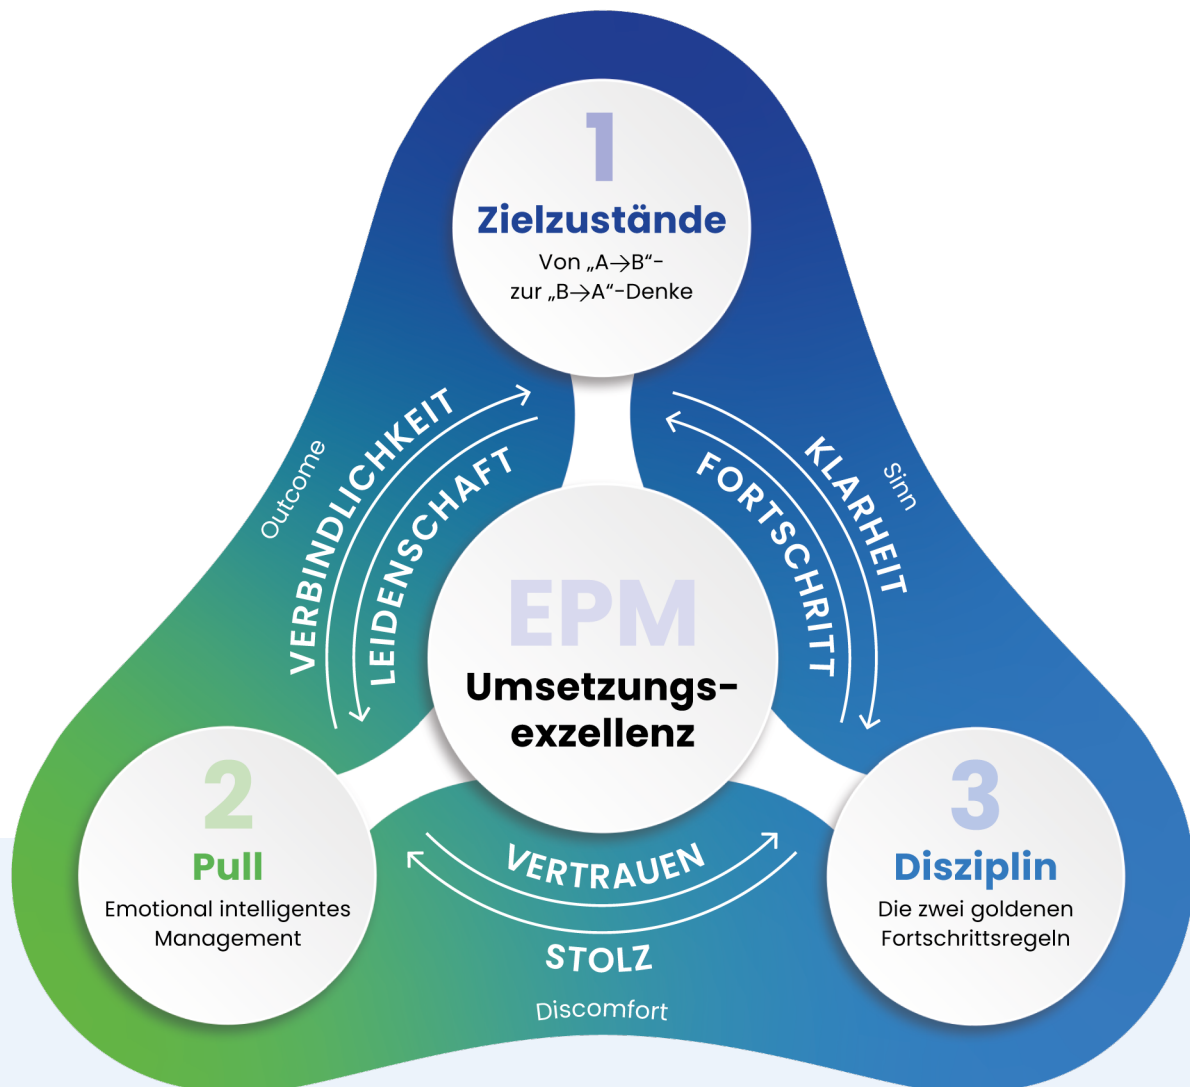 1
Zielzustände
Von „A→B“-
zur „B→A“-Denke
Outcome
VERBINDLICHKEIT
LEIDENSCHAFT
FORTSCHRITT
KLARHEIT
Sinn
EPM
Umsetzungs-
exzellenz
2
Pull
Emotional intelligentes
Management
VERTRAUEN
STOLZ
Discomfort
3
Disziplin
Die zwei goldenen
Fortschrittsregeln